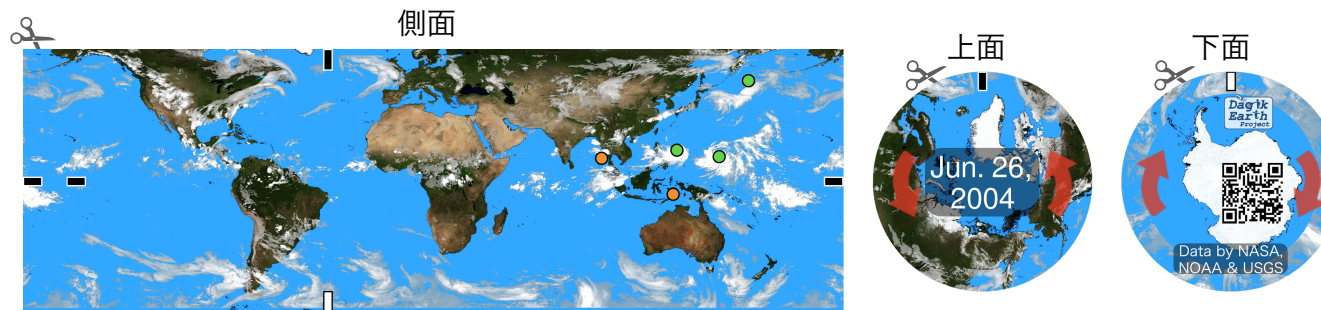 側面
上面
下面
Jun. 26,
2004
Dagik
Earth
Project
Data by NASA,
NOAA & USGS